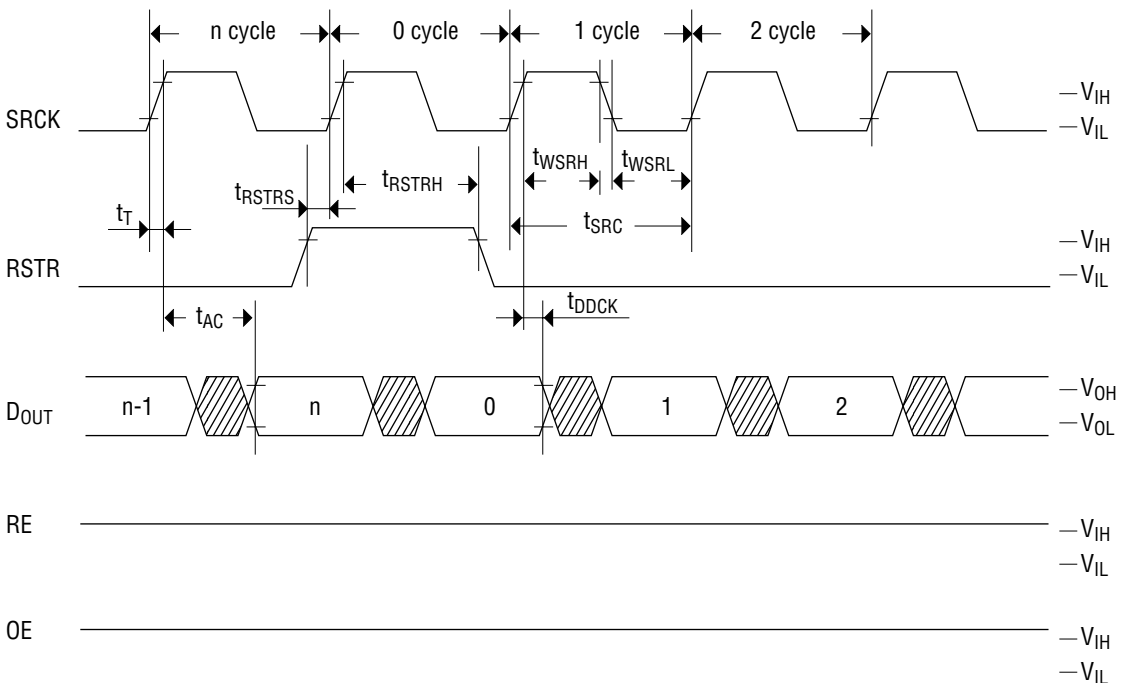 n cycle 0 cycle 1 cycle 2 cycle
SRCK
VIH
VIL
tWSRH tWSRL
tRSTRS tRSTRH
tT
tSRC
RSTR
VIH
VIL
tAC
tDDCK
DOUT
n-1 n 0 1 2
VOH
VOL
RE
VIH
VIL
OE
VIH
VIL